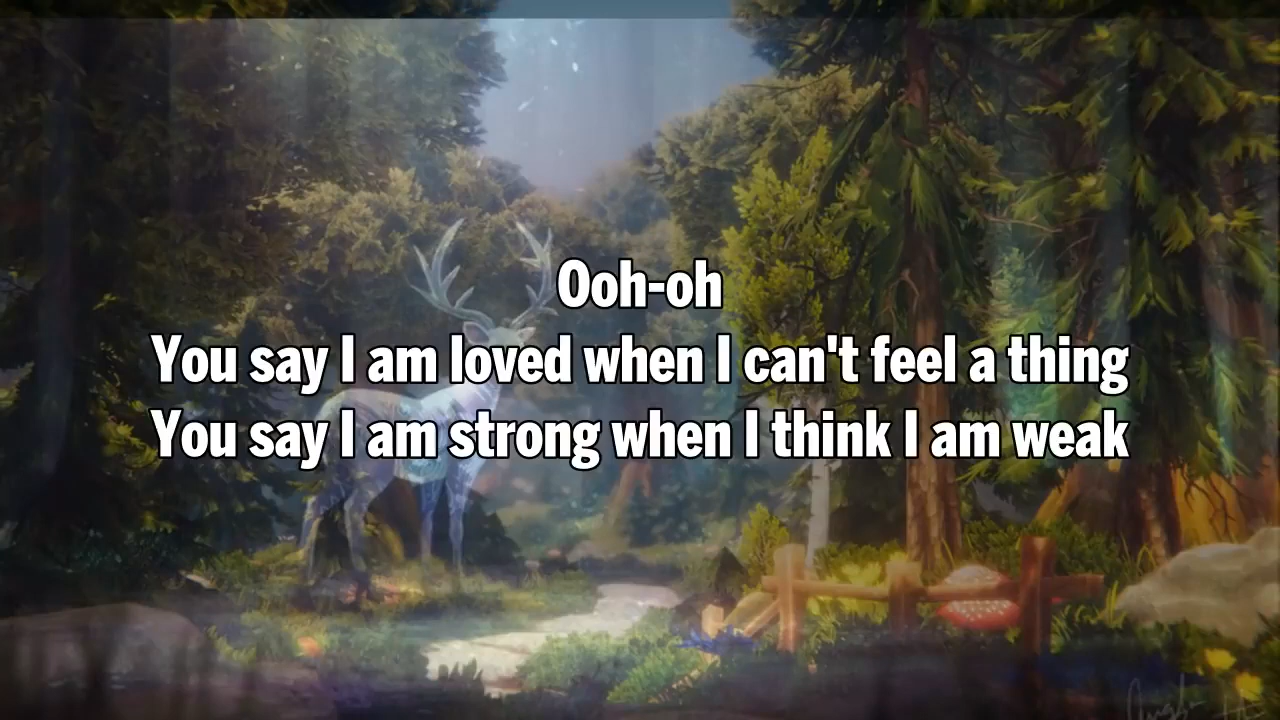 Ooh-oh
You say I am loved when I can't feel a thing
You say I am strong when I think I am weak